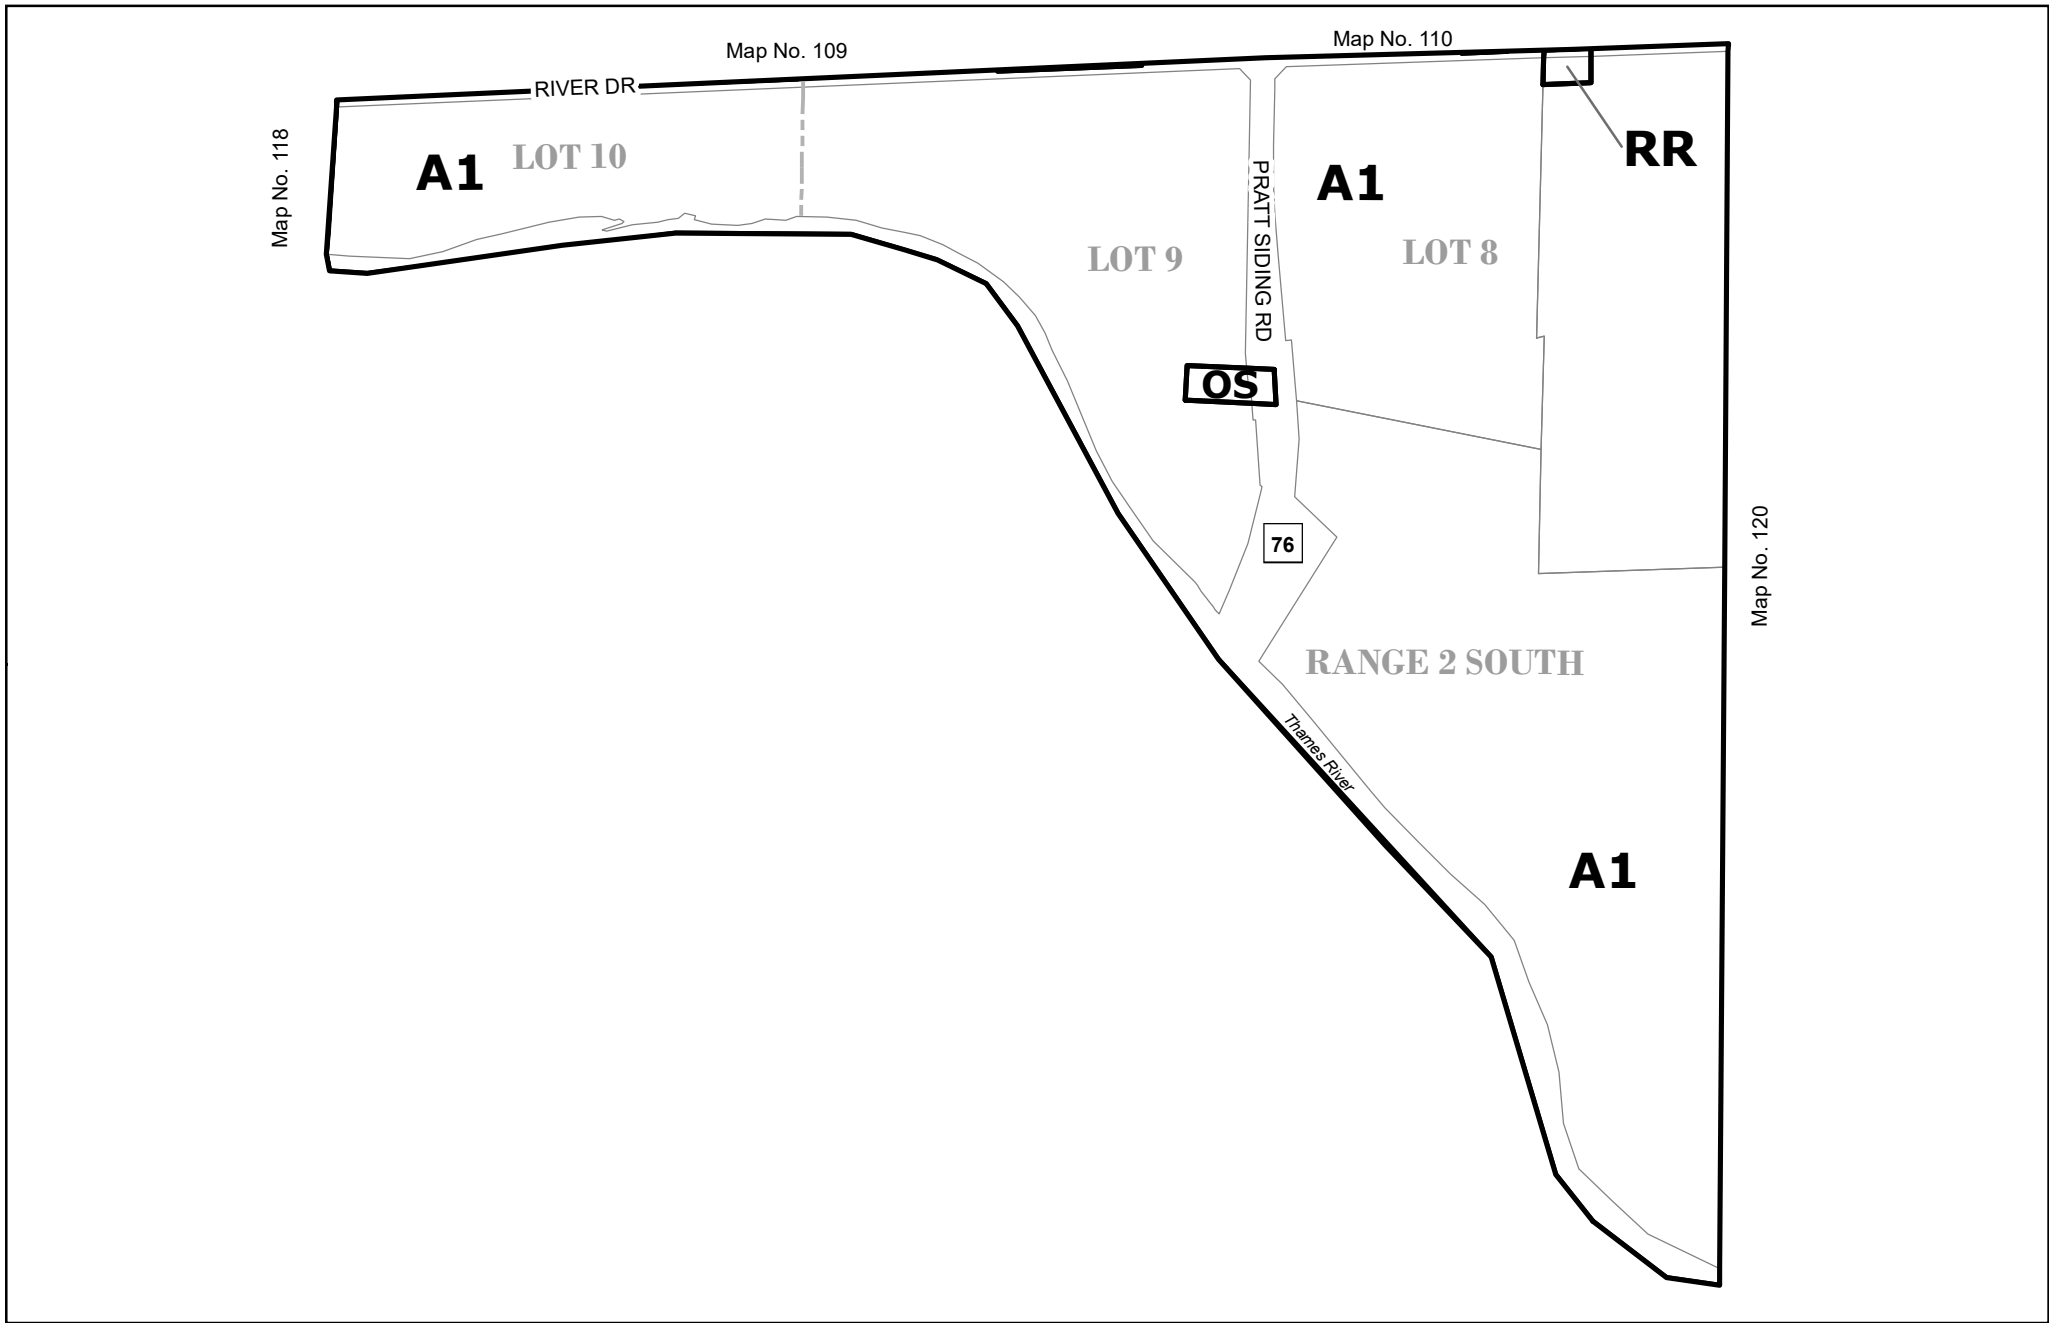 Map No. 110
Map No. 109
RIVER DR
Map No. 118
A1
LOT 10
PRATT SIDING RD
A1
RR
LOT 9
LOT 8
OS
76
Map No. 120
RANGE 2 SOUTH
Thames River
A1